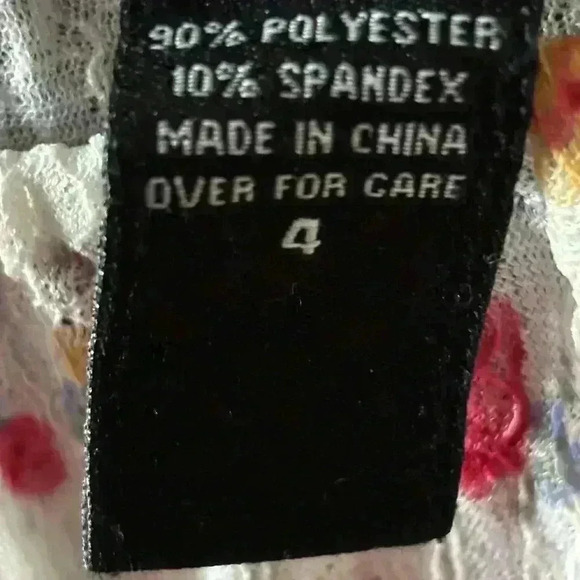 90% POLYESTER
10% SPANDEX
MADE IN CHINA
OVER FOR CARE
4